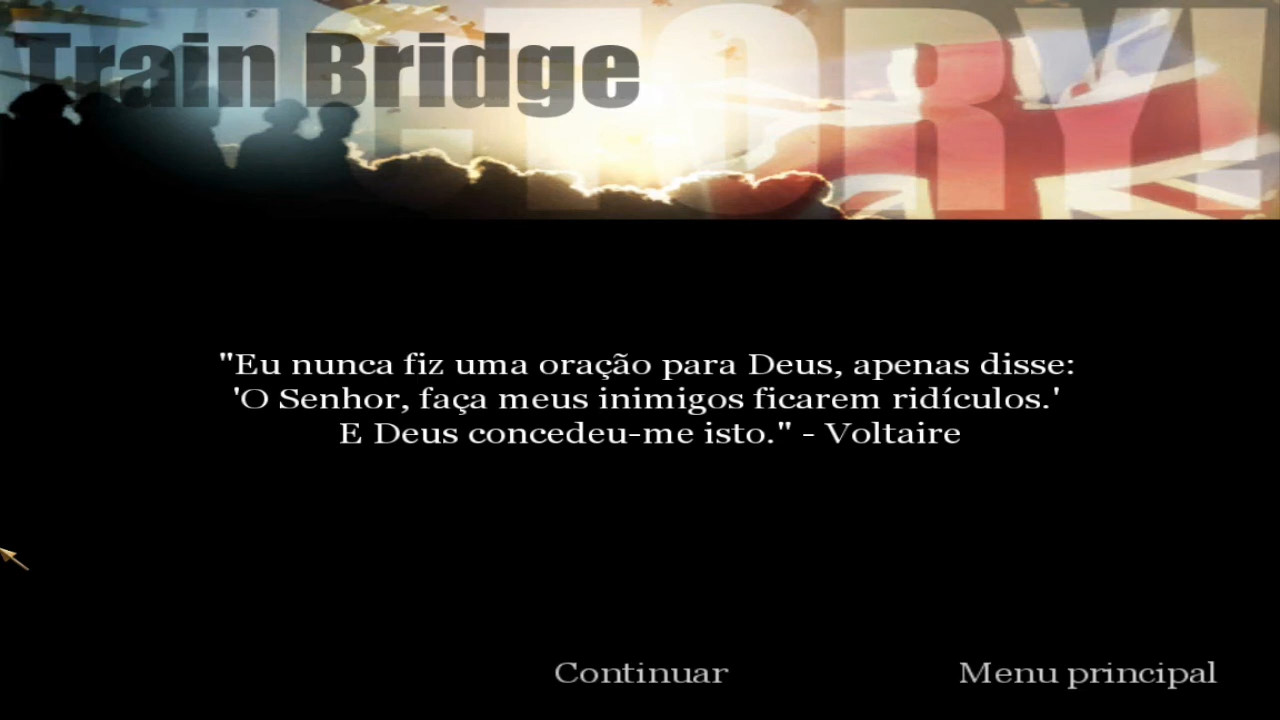 VICTORY!
Train Bridge
"Eu nunca fiz uma oração para Deus, apenas disse:
'O Senhor, faça meus inimigos ficarem ridículos.'
E Deus concedeu-me isto." - Voltaire
Continuar
Menu principal